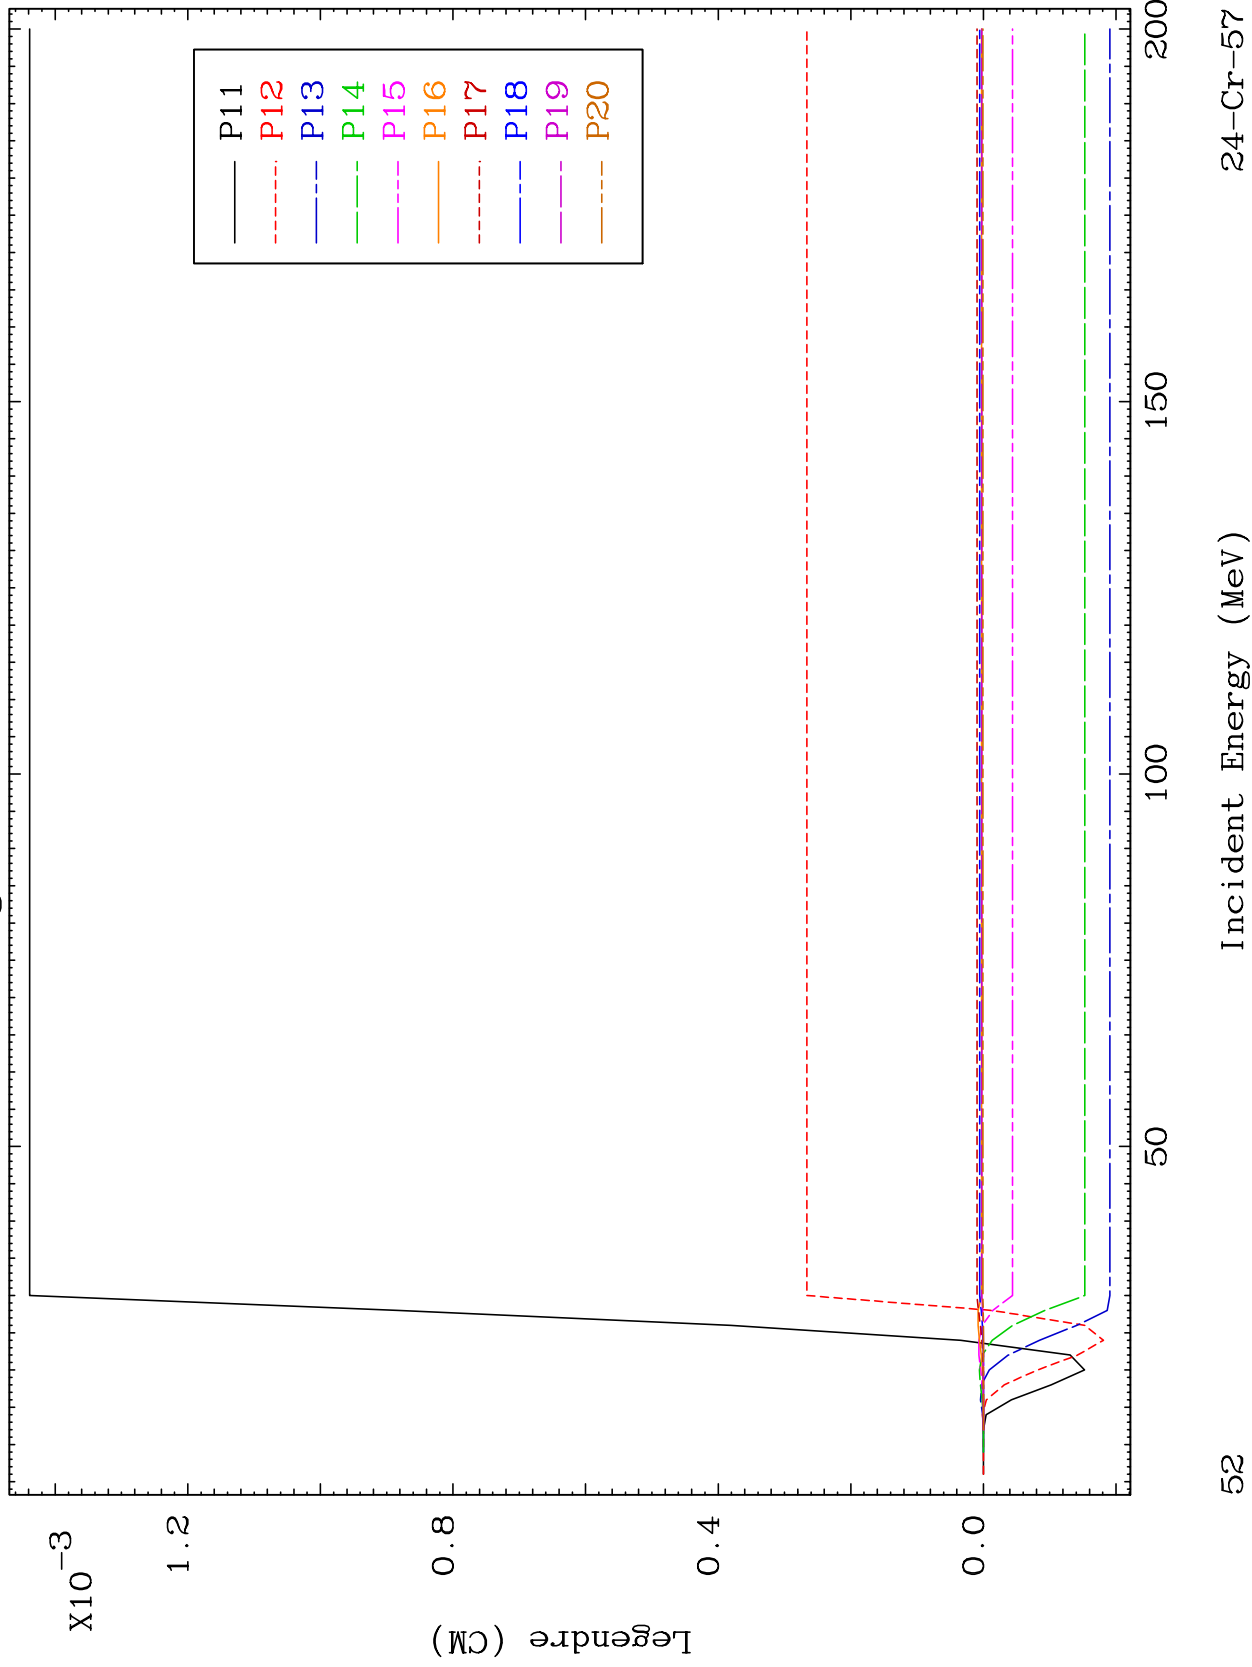 X10-3
1.2
0.8
0.4
0.0
Legendre (CM)
P11
P12
P13
P14
P15
P16
P17
P18
P19
P20
50
100
150
200
Incident Energy (MeV)
52
24-Cr-57